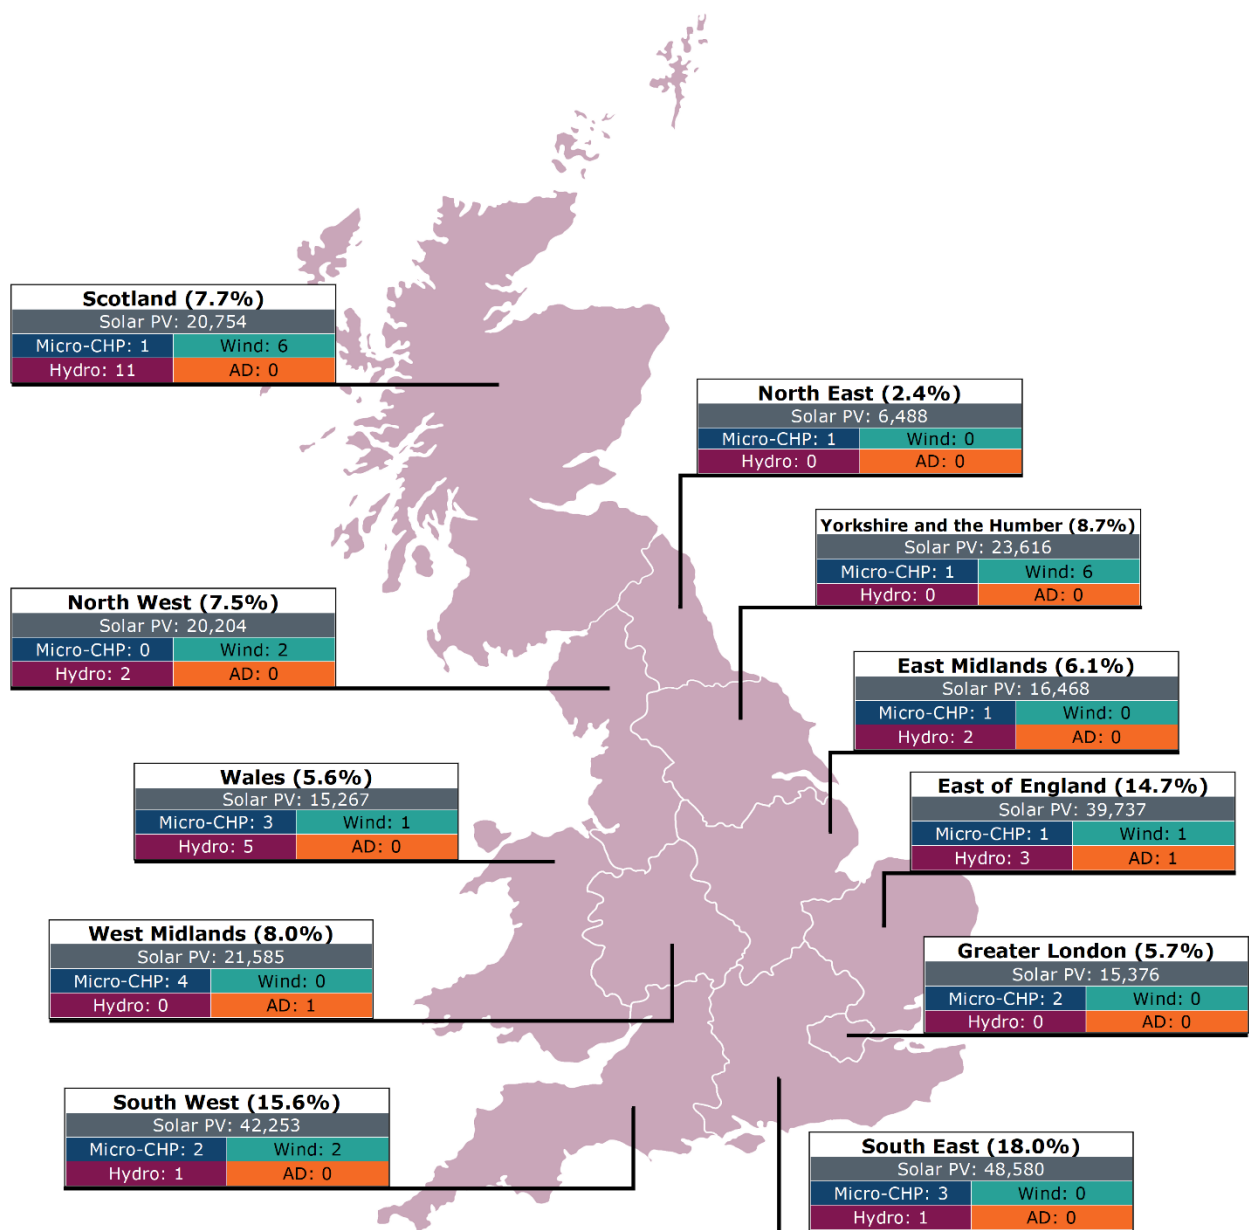 Scotland (7.7%)
Solar PV: 20,754
Micro-CHP: 1 Wind: 6
Hydro: 11 AD: 0
North East (2.4%)
Solar PV: 6,488
Micro-CHP: 1 Wind: 0
Hydro: 0 AD: 0
Yorkshire and the Humber (8.7%)
Solar PV: 23,616
Micro-CHP: 1 Wind: 6
Hydro: 0 AD: 0
North West (7.5%)
Solar PV: 20,204
Micro-CHP: 0 Wind: 2
Hydro: 2 AD: 0
East Midlands (6.1%)
Solar PV: 16,468
Micro-CHP: 1 Wind: 0
Hydro: 2 AD: 0
Wales (5.6%)
Solar PV: 15,267
Micro-CHP: 3 Wind: 1
Hydro: 5 AD: 0
East of England (14.7%)
Solar PV: 39,737
Micro-CHP: 1 Wind: 1
Hydro: 3 AD: 1
West Midlands (8.0%)
Solar PV: 21,585
Micro-CHP: 4 Wind: 0
Hydro: 0 AD: 1
Greater London (5.7%)
Solar PV: 15,376
Micro-CHP: 2 Wind: 0
Hydro: 0 AD: 0
South West (15.6%)
Solar PV: 42,253
Micro-CHP: 2 Wind: 2
Hydro: 1 AD: 0
South East (18.0%)
Solar PV: 48,580
Micro-CHP: 3 Wind: 0
Hydro: 1 AD: 0